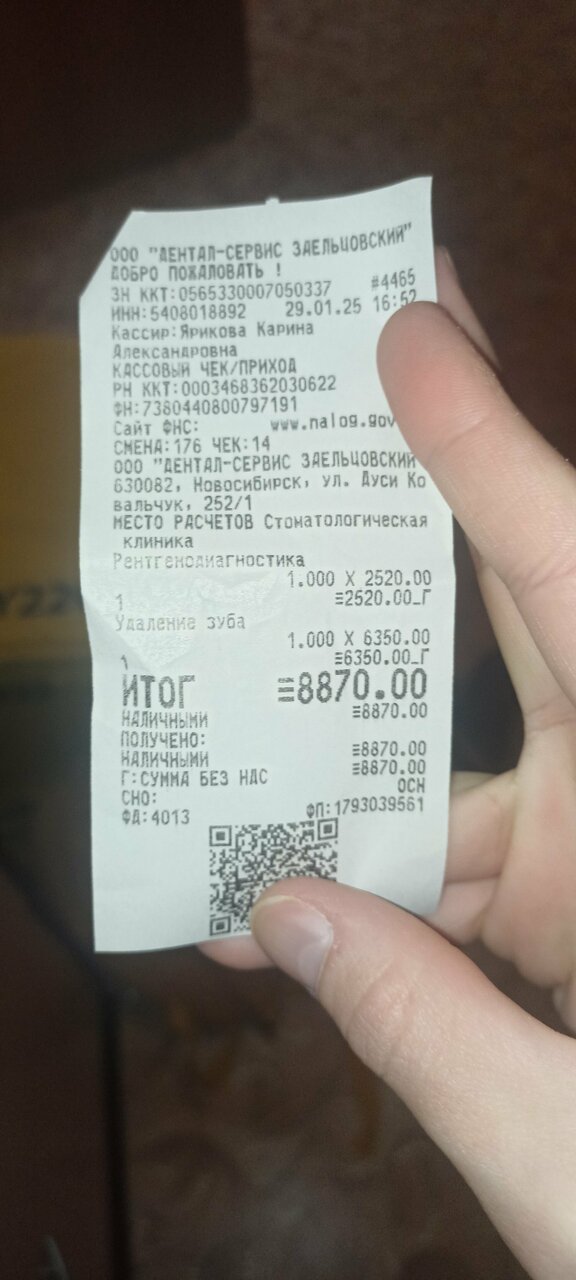 ООО "ДЕНТАЛ-СЕРВИС ЗАЕЛЬЦОВСКИЙ"
ДОБРО ПОЖАЛОВАТЬ !
ЗН ККТ:0565330007050337 #4465
ИНН:5408018892 29.01.25 16:52
Кассир:Ярикова Карина
Александровна
КАССОВЫЙ ЧЕК/ПРИХОД
РН ККТ:0003468362030622
ФН:7380440800797191
Сайт ФНС: www.nalog.gov
СМЕНА:176 ЧЕК:14
ООО "ДЕНТАЛ-СЕРВИС ЗАЕЛЬЦОВСКИЙ
630082, Новосибирск, ул. Дуси Ко
вальчук, 252/1
МЕСТО РАСЧЕТОВ Стоматологическая
клиника
Рентгенодиагностика
1.000 X 2520.00
1 ≡2520.00_Г
Удаление зуба
1.000 X 6350.00
1 ≡6350.00_Г
ИТОГ ≡8870.00
НАЛИЧНЫМИ ≡8870.00
ПОЛУЧЕНО:
НАЛИЧНЫМИ ≡8870.00
Г:СУММА БЕЗ НДС ≡8870.00
СНО: ОСН
ФД:4013 ФП:1793039561